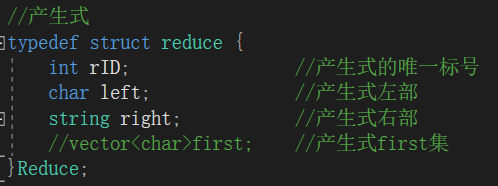 //产生式
typedef struct reduce {
int rID; //产生式的唯一标号
char left; //产生式左部
string right; //产生式右部
//vector<char>first; //产生式first集
}Reduce;